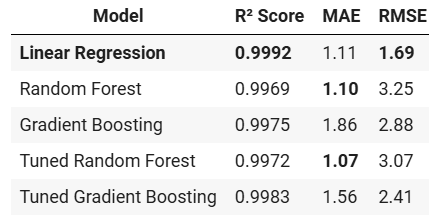 Model R² Score MAE RMSE
Linear Regression 0.9992 1.11 1.69
Random Forest 0.9969 1.10 3.25
Gradient Boosting 0.9975 1.86 2.88
Tuned Random Forest 0.9972 1.07 3.07
Tuned Gradient Boosting 0.9983 1.56 2.41